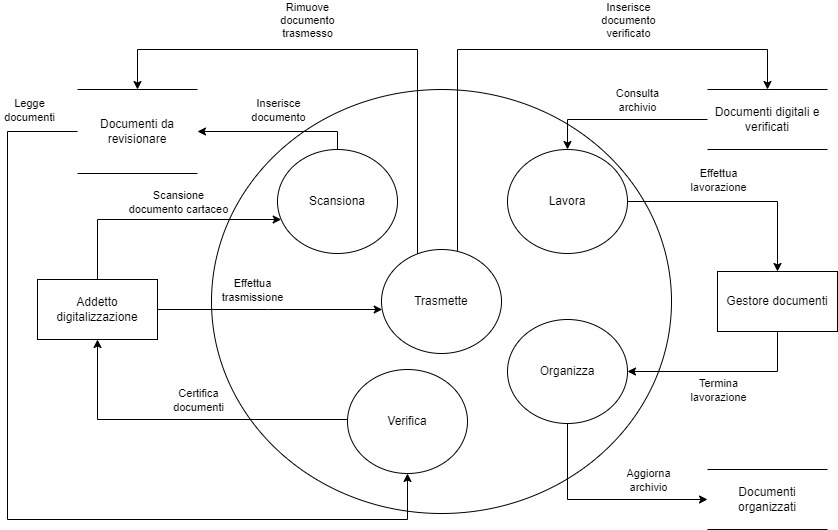 Rimuove
documento
trasmesso
Inserisce
documento
verificato
Legge
documenti
Documenti da
revisionare
Inserisce
documento
Consulta
archivio
Documenti digitali e
verificati
Scansione
documento cartaceo
Scansiona
Lavora
Effettua
lavorazione
Addetto
digitalizzazione
Effettua
trasmissione
Trasmette
Gestore documenti
Organizza
Termina
lavorazione
Certifica
documenti
Verifica
Aggiorna
archivio
Documenti
organizzati